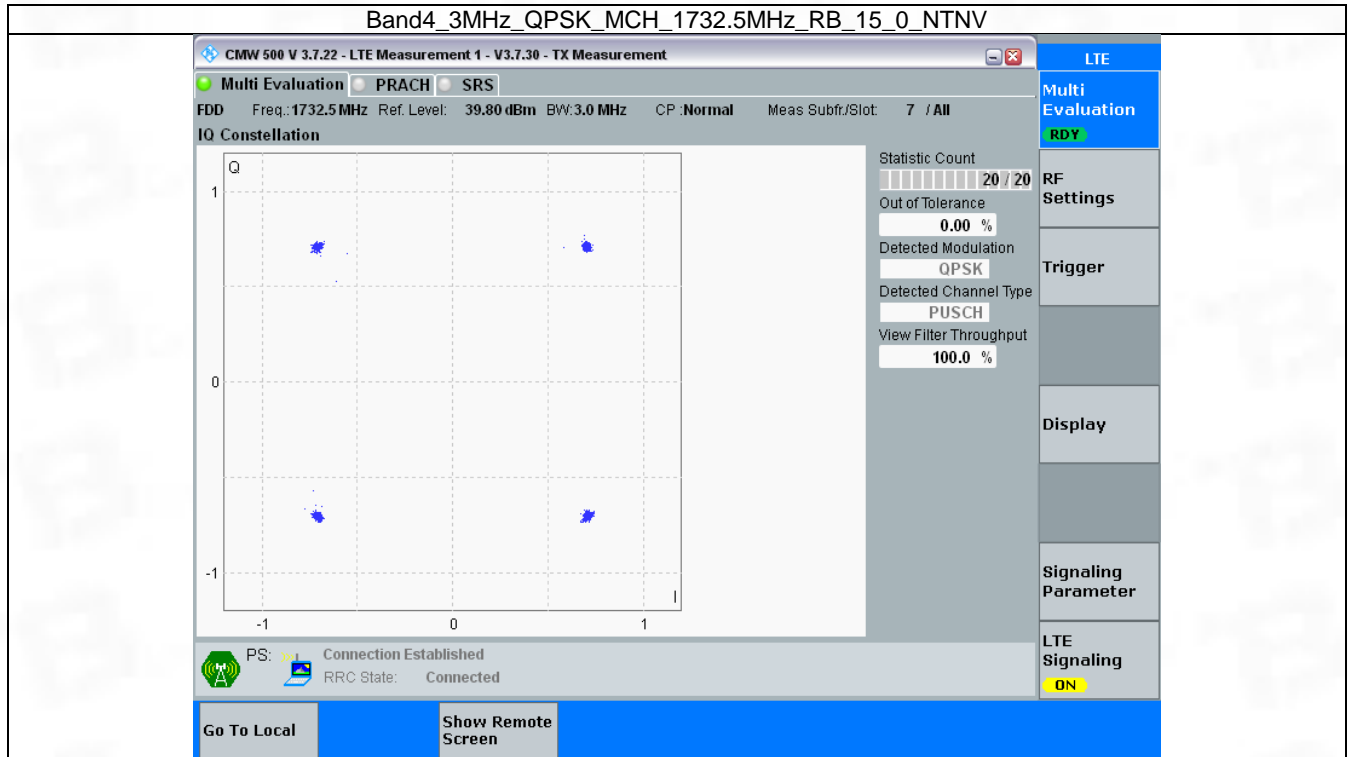 Band4_3MHz_QPSK_MCH_1732.5MHz_RB_15_0_NTNV
CMW 500 V 3.7.22 - LTE Measurement 1 - V3.7.30 - TX Measurement
LTE
Multi Evaluation PRACH SRS
FDD Freq.:1732.5 MHz Ref. Level: 39.80 dBm BW:3.0 MHz CP :Normal Meas Subfr./Slot: 7 / All
IQ Constellation
Q
1
0
-1
-1 0 1
I
Statistic Count
20 / 20
Out of Tolerance
0.00 %
Detected Modulation
QPSK
Detected Channel Type
PUSCH
View Filter Throughput
100.0 %
Multi
Evaluation
RDY
RF
Settings
Trigger
Display
Signaling
Parameter
LTE
Signaling
ON
PS: Connection Established
RRC State: Connected
Go To Local
Show Remote
Screen